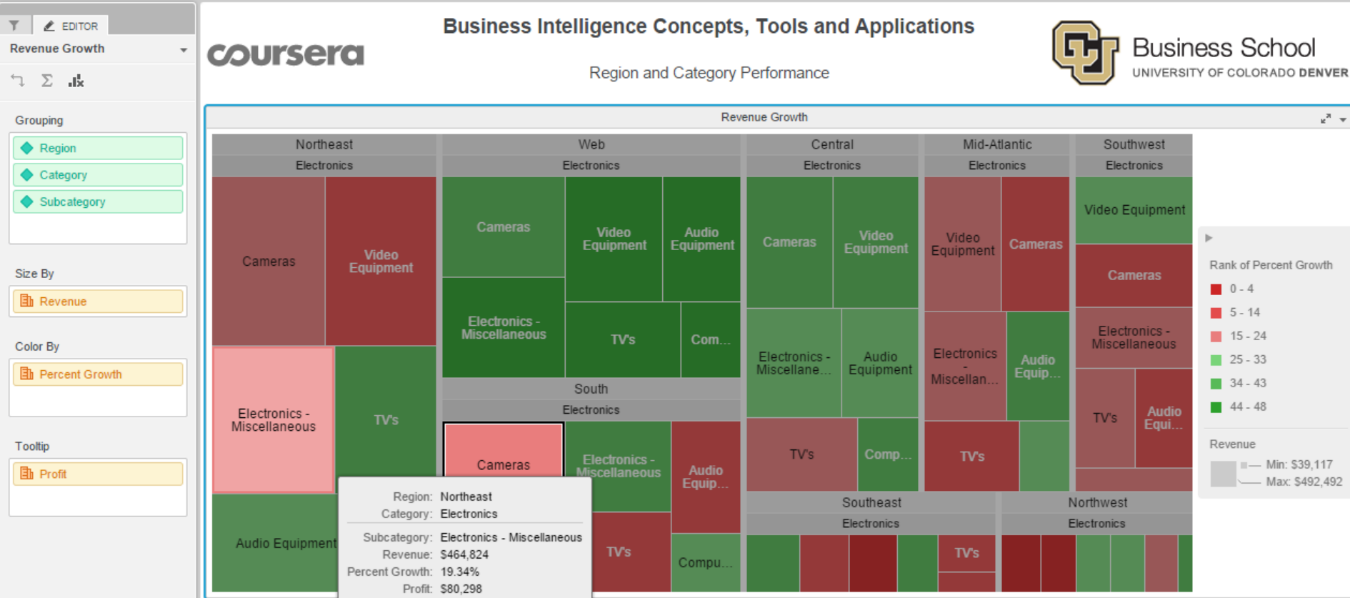 EDITOR
Revenue Growth
Grouping
Region
Category
Subcategory
Size By
Revenue
Color By
Percent Growth
Tooltip
Profit
coursera
Business Intelligence Concepts, Tools and Applications
Region and Category Performance
Business School
UNIVERSITY OF COLORADO DENVER
Revenue Growth
Northeast
Electronics
Cameras
Video
Equipment
Electronics -
Miscellaneous
TV's
Audio Equipment
Web
Electronics
Cameras
Video
Equipment
Audio
Equipment
Electronics -
Miscellaneous
TV's
Com...
South
Electronics
Cameras
Electronics -
Miscellaneous
Audio
Equip...
TV's
Compu...
Region: Northeast
Category: Electronics
Subcategory: Electronics - Miscellaneous
Revenue: $464,824
Percent Growth: 19.34%
Profit: $80,298
Central
Electronics
Cameras
Video
Equipment
Electronics -
Miscellane...
Audio
Equipment
TV's
Comp...
Mid-Atlantic
Electronics
Video
Equipment
Cameras
Electronics
-
Miscellan...
Audio
Equip...
TV's
Southwest
Electronics
Video Equipment
Cameras
Electronics -
Miscellaneous
TV's
Audio
Equi...
Southeast
Electronics
TV's
Northwest
Electronics
Rank of Percent Growth
0 - 4
5 - 14
15 - 24
25 - 33
34 - 43
44 - 48
Revenue
Min: $39,117
Max: $492,492